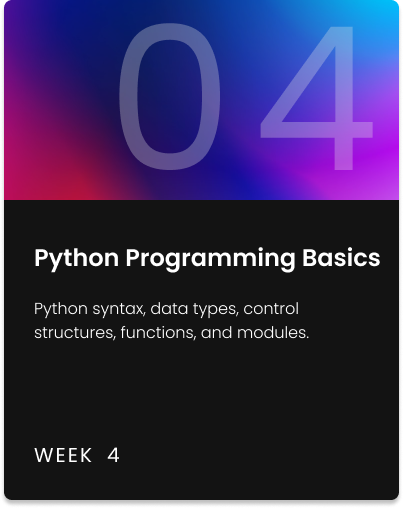 04
Python Programming Basics
Python syntax, data types, control
structures, functions, and modules.
WEEK 4